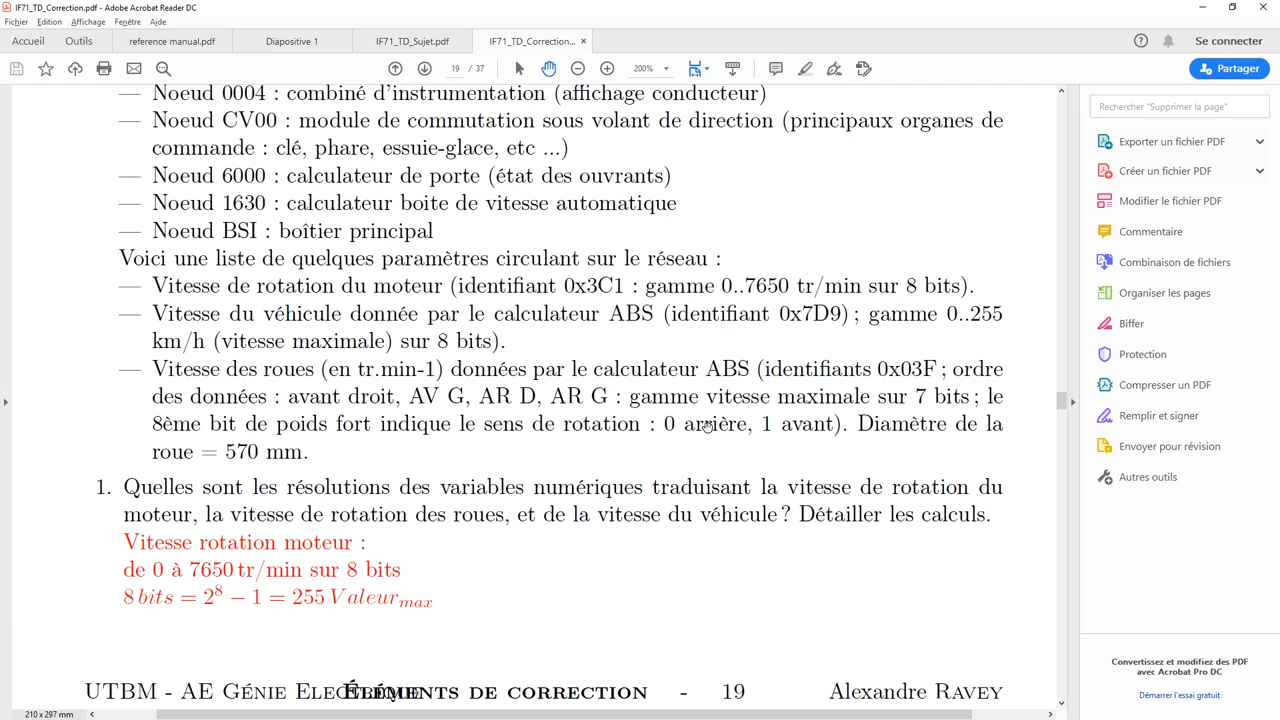 IF71_TD_Correction.pdf - Adobe Acrobat Reader DC
Fichier Edition Affichage Fenêtre Aide
Accueil Outils reference manual.pdf Diapositive 1 IF71_TD_Sujet.pdf IF71_TD_Correction... × Se connecter
19 / 37 200% Partager
— Noeud 0004 : combiné d'instrumentation (affichage conducteur)
— Noeud CV00 : module de commutation sous volant de direction (principaux organes de
commande : clé, phare, essuie-glace, etc ...)
— Noeud 6000 : calculateur de porte (état des ouvrants)
— Noeud 1630 : calculateur boite de vitesse automatique
— Noeud BSI : boîtier principal
Voici une liste de quelques paramètres circulant sur le réseau :
— Vitesse de rotation du moteur (identifiant 0x3C1 : gamme 0..7650 tr/min sur 8 bits).
— Vitesse du véhicule donnée par le calculateur ABS (identifiant 0x7D9) ; gamme 0..255
km/h (vitesse maximale) sur 8 bits).
— Vitesse des roues (en tr.min-1) données par le calculateur ABS (identifiants 0x03F ; ordre
des données : avant droit, AV G, AR D, AR G : gamme vitesse maximale sur 7 bits ; le
8ème bit de poids fort indique le sens de rotation : 0 arrière, 1 avant). Diamètre de la
roue = 570 mm.
1. Quelles sont les résolutions des variables numériques traduisant la vitesse de rotation du
moteur, la vitesse de rotation des roues, et de la vitesse du véhicule ? Détailler les calculs.
Vitesse rotation moteur :
de 0 à 7650 tr/min sur 8 bits
8 bits = 2⁸ − 1 = 255 Valeur_max
UTBM - AE Génie Electrique Éléments de correction - 19 Alexandre Ravey
210 x 297 mm
Rechercher "Supprimer la page"
Exporter un fichier PDF
Créer un fichier PDF
Modifier le fichier PDF
Commentaire
Combinaison de fichiers
Organiser les pages
Biffer
Protection
Compresser un PDF
Remplir et signer
Envoyer pour révision
Autres outils
Convertissez et modifiez des PDF
avec Acrobat Pro DC
Démarrer l'essai gratuit